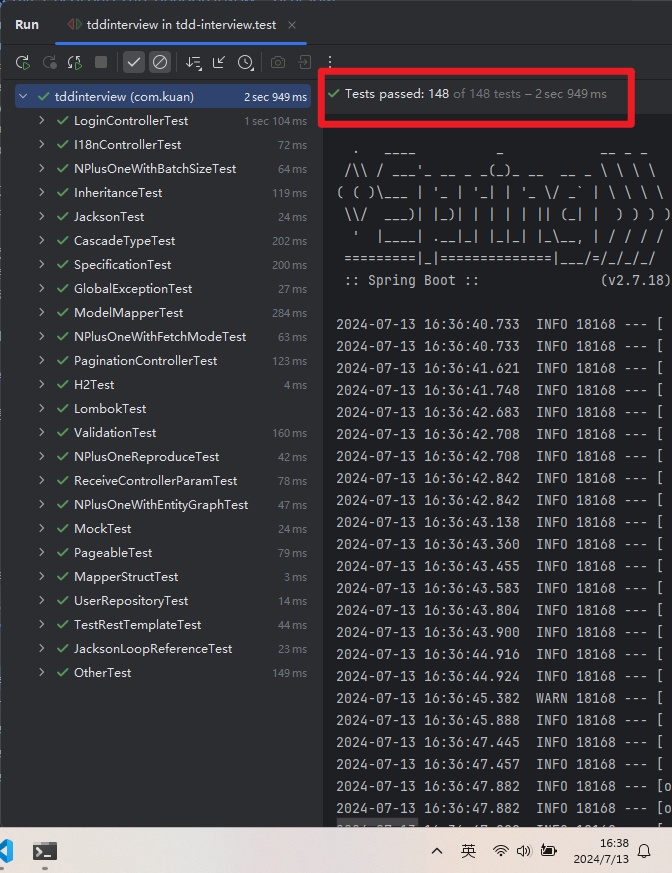 Run
tddinterview in tdd-interview.test
Tests passed: 148 of 148 tests – 2 sec 949 ms
tddinterview (com.kuan) 2 sec 949 ms
LoginControllerTest 1 sec 104 ms
I18nControllerTest 72 ms
NPlusOneWithBatchSizeTest 64 ms
InheritanceTest 119 ms
JacksonTest 24 ms
CascadeTypeTest 202 ms
SpecificationTest 200 ms
GlobalExceptionTest 27 ms
ModelMapperTest 284 ms
NPlusOneWithFetchModeTest 63 ms
PaginationControllerTest 123 ms
H2Test 4 ms
LombokTest
ValidationTest 160 ms
NPlusOneReproduceTest 42 ms
ReceiveControllerParamTest 78 ms
NPlusOneWithEntityGraphTest 47 ms
MockTest 24 ms
PageableTest 79 ms
MapperStructTest 3 ms
UserRepositoryTest 14 ms
TestRestTemplateTest 44 ms
JacksonLoopReferenceTest 23 ms
OtherTest 149 ms
  .   ____          _            __ _ _
 /\\ / ___'_ __ _ _(_)_ __  __ _ \ \ \ \
( ( )\___ | '_ | '_| | '_ \/ _` | \ \ \ \
 \\/  ___)| |_)| | | | | || (_| |  ) ) ) )
  '  |____| .__|_| |_|_| |_\__, | / / / /
 =========|_|==============|___/=/_/_/_/
 :: Spring Boot ::                (v2.7.18)
2024-07-13 16:36:40.733  INFO 18168 --- [
2024-07-13 16:36:40.733  INFO 18168 --- [
2024-07-13 16:36:41.621  INFO 18168 --- [
2024-07-13 16:36:41.748  INFO 18168 --- [
2024-07-13 16:36:42.683  INFO 18168 --- [
2024-07-13 16:36:42.708  INFO 18168 --- [
2024-07-13 16:36:42.708  INFO 18168 --- [
2024-07-13 16:36:42.842  INFO 18168 --- [
2024-07-13 16:36:42.842  INFO 18168 --- [
2024-07-13 16:36:43.138  INFO 18168 --- [
2024-07-13 16:36:43.360  INFO 18168 --- [
2024-07-13 16:36:43.455  INFO 18168 --- [
2024-07-13 16:36:43.583  INFO 18168 --- [
2024-07-13 16:36:43.804  INFO 18168 --- [
2024-07-13 16:36:43.900  INFO 18168 --- [
2024-07-13 16:36:44.916  INFO 18168 --- [
2024-07-13 16:36:44.924  INFO 18168 --- [
2024-07-13 16:36:45.382  WARN 18168 --- [
2024-07-13 16:36:45.888  INFO 18168 --- [
2024-07-13 16:36:47.445  INFO 18168 --- [
2024-07-13 16:36:47.457  INFO 18168 --- [
2024-07-13 16:36:47.882  INFO 18168 --- [o
2024-07-13 16:36:47.882  INFO 18168 --- [o
英
16:38
2024/7/13